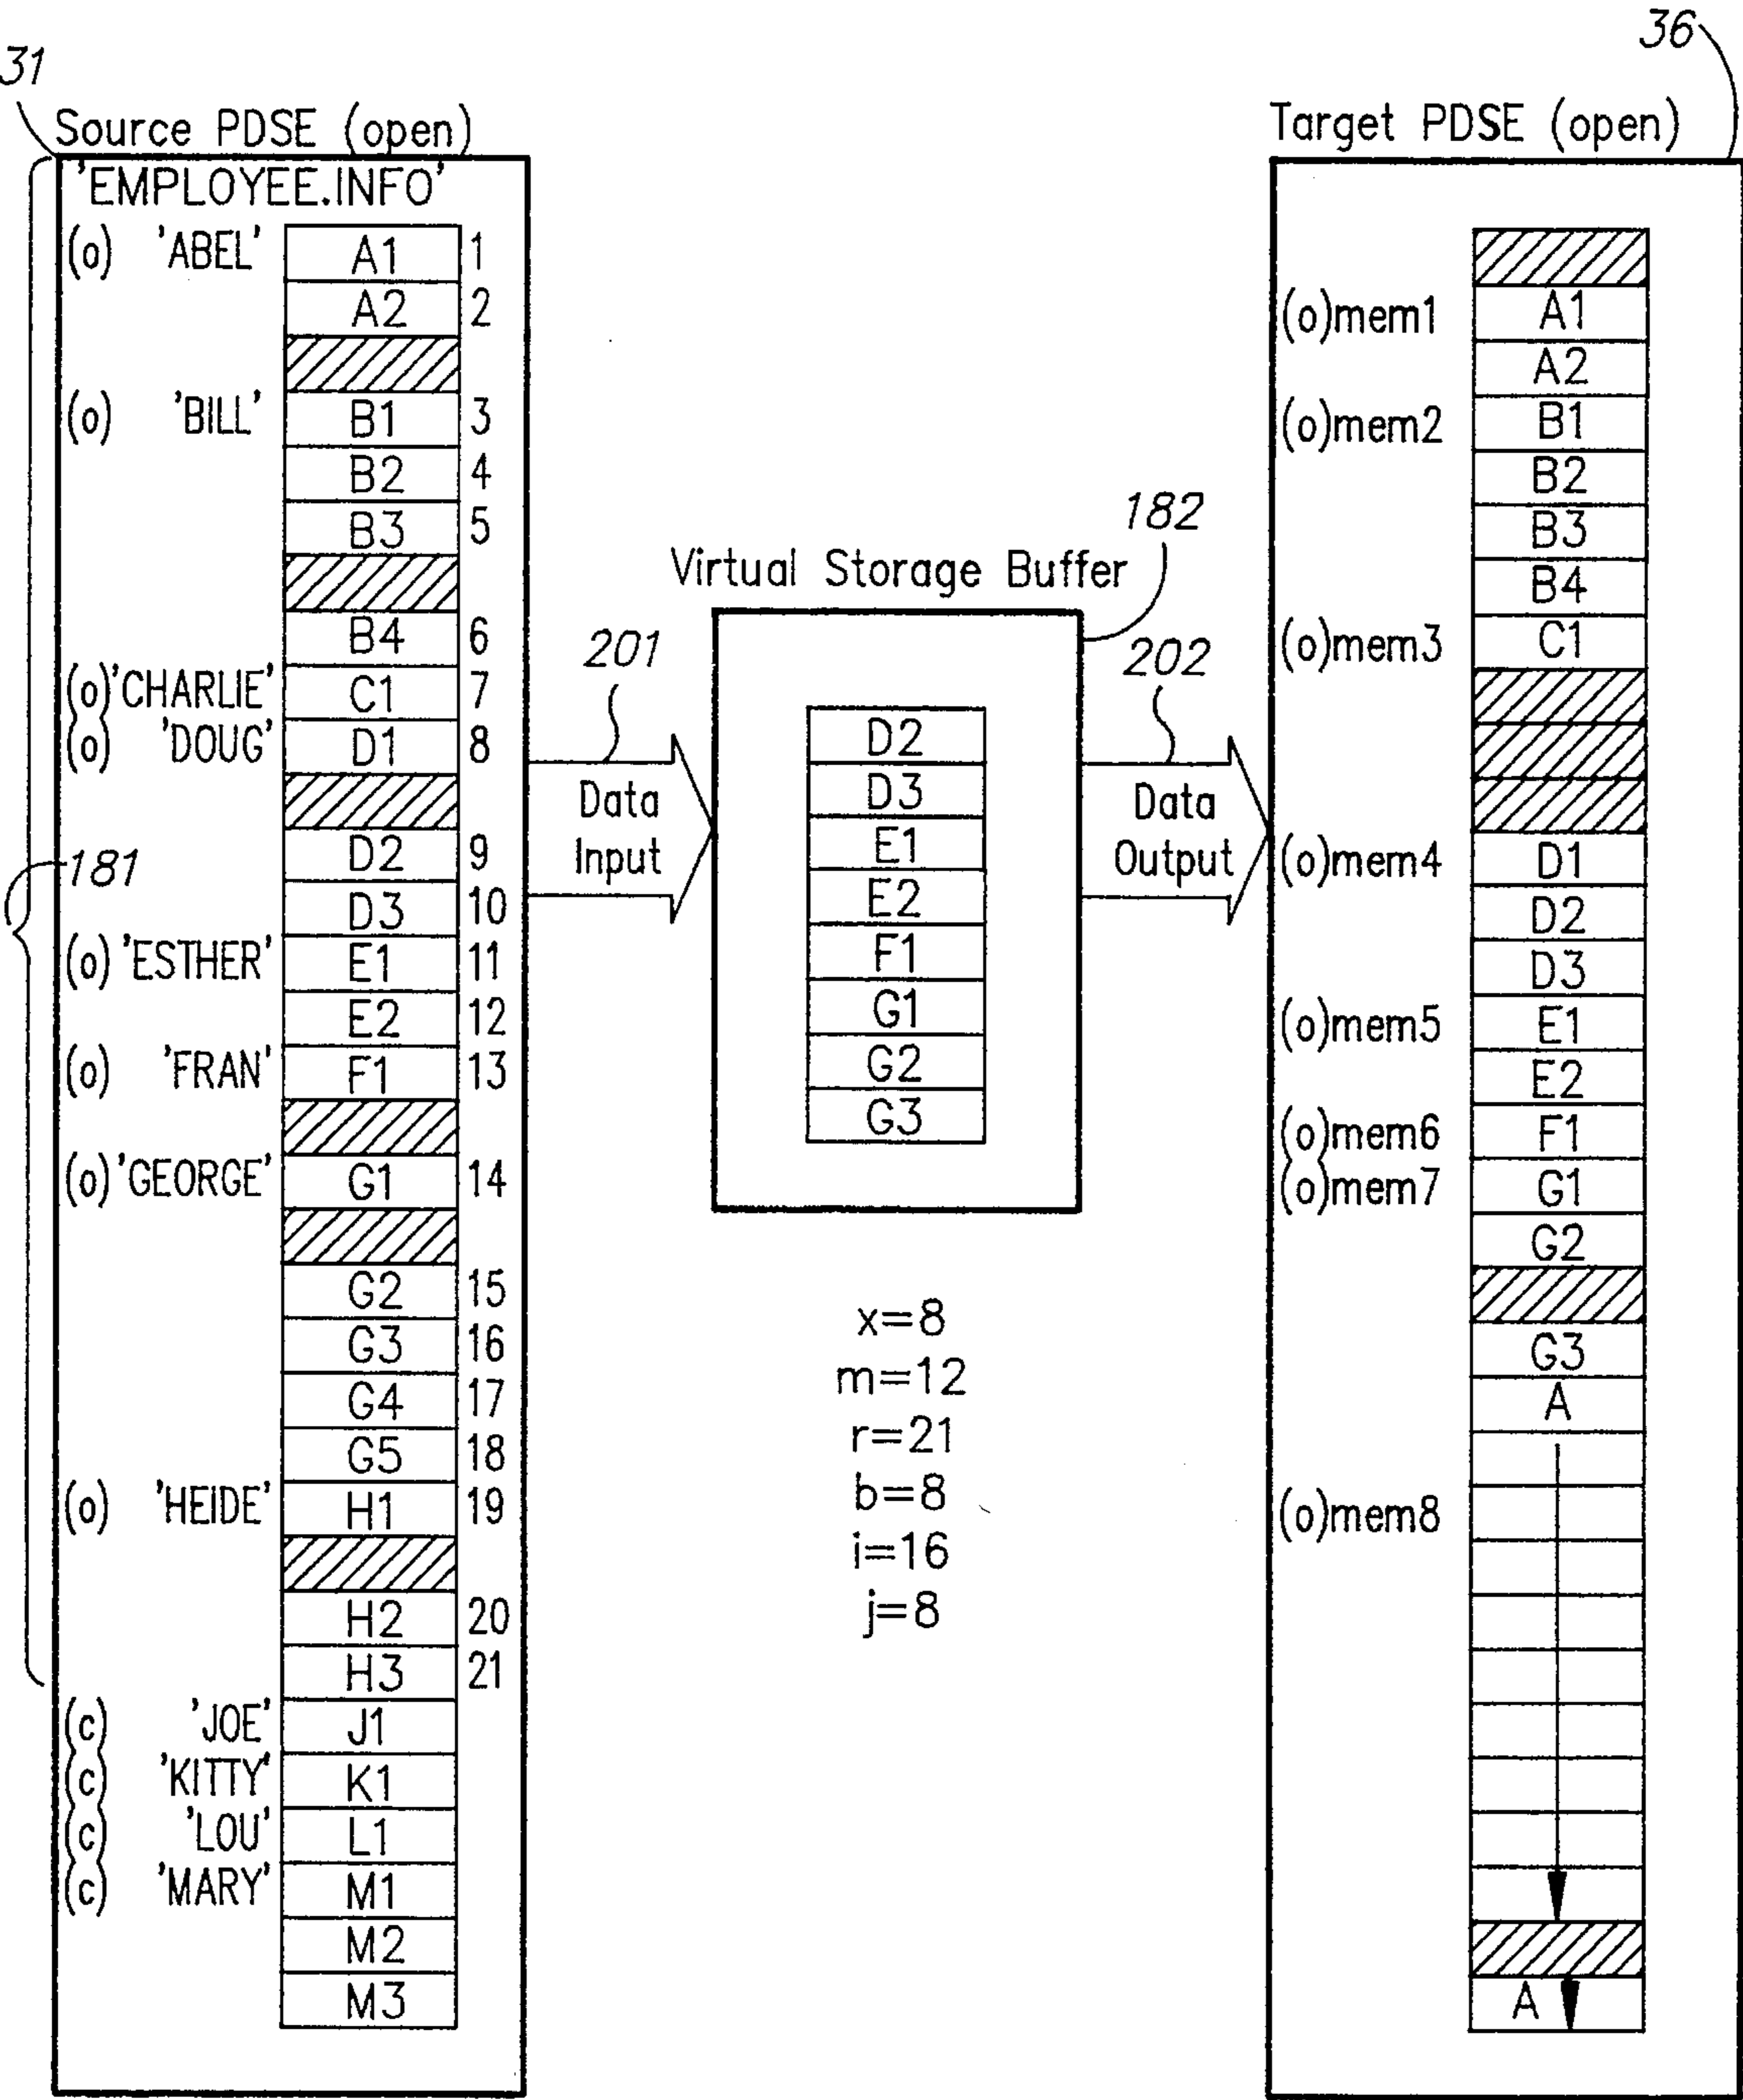 31
36
Source PDSE (open)
'EMPLOYEE.INFO'
(o) 'ABEL' A1 1
A2 2
(o) 'BILL' B1 3
B2 4
B3 5
B4 6
(o) 'CHARLIE' C1 7
(o) 'DOUG' D1 8
D2 9
181
D3 10
(o) 'ESTHER' E1 11
E2 12
(o) 'FRAN' F1 13
(o) 'GEORGE' G1 14
G2 15
G3 16
G4 17
G5 18
(o) 'HEIDE' H1 19
H2 20
H3 21
(c) 'JOE' J1
(c) 'KITTY' K1
(c) 'LOU' L1
(c) 'MARY' M1
M2
M3
201
Data
Input
Virtual Storage Buffer
182
D2
D3
E1
E2
F1
G1
G2
G3
x=8
m=12
r=21
b=8
i=16
j=8
202
Data
Output
Target PDSE (open)
(o)mem1 A1
A2
(o)mem2 B1
B2
B3
B4
(o)mem3 C1
(o)mem4 D1
D2
D3
(o)mem5 E1
E2
(o)mem6 F1
(o)mem7 G1
G2
G3
A
(o)mem8
A